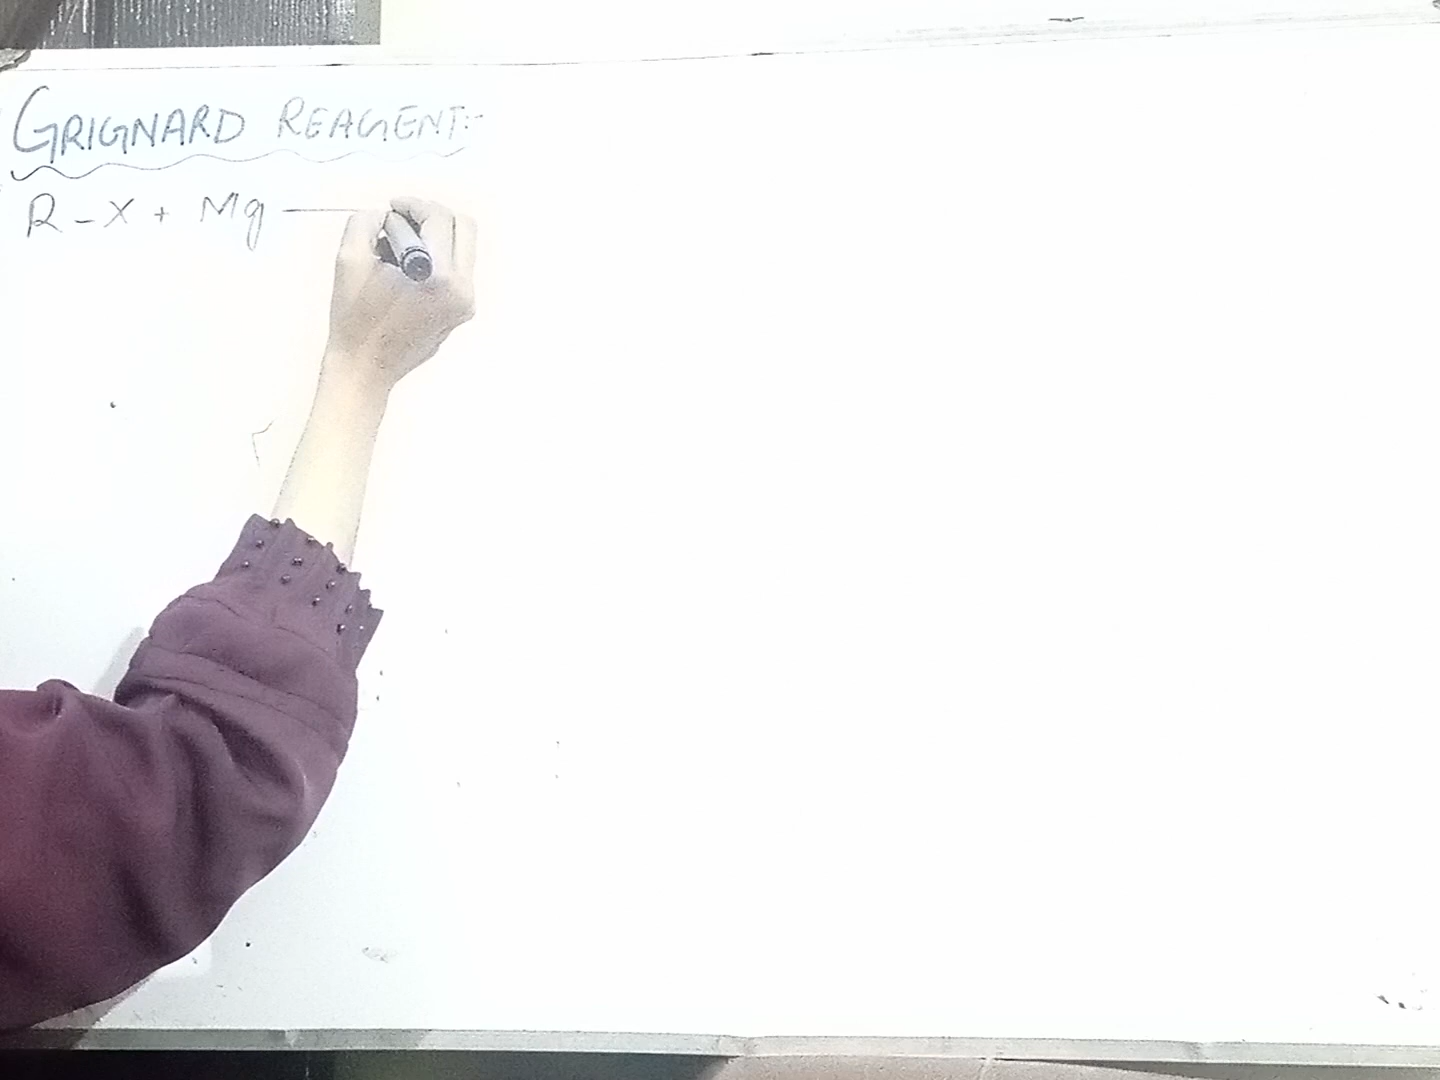 GRIGNARD REAGENT:-
R-X + Mg —